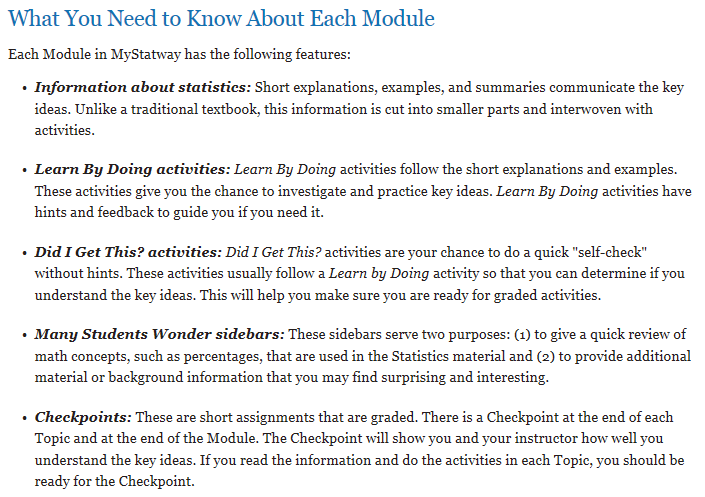 What You Need to Know About Each Module
Each Module in MyStatway has the following features:
• Information about statistics: Short explanations, examples, and summaries communicate the key
ideas. Unlike a traditional textbook, this information is cut into smaller parts and interwoven with
activities.
• Learn By Doing activities: Learn By Doing activities follow the short explanations and examples.
These activities give you the chance to investigate and practice key ideas. Learn By Doing activities have
hints and feedback to guide you if you need it.
• Did I Get This? activities: Did I Get This? activities are your chance to do a quick "self-check"
without hints. These activities usually follow a Learn by Doing activity so that you can determine if you
understand the key ideas. This will help you make sure you are ready for graded activities.
• Many Students Wonder sidebars: These sidebars serve two purposes: (1) to give a quick review of
math concepts, such as percentages, that are used in the Statistics material and (2) to provide additional
material or background information that you may find surprising and interesting.
• Checkpoints: These are short assignments that are graded. There is a Checkpoint at the end of each
Topic and at the end of the Module. The Checkpoint will show you and your instructor how well you
understand the key ideas. If you read the information and do the activities in each Topic, you should be
ready for the Checkpoint.